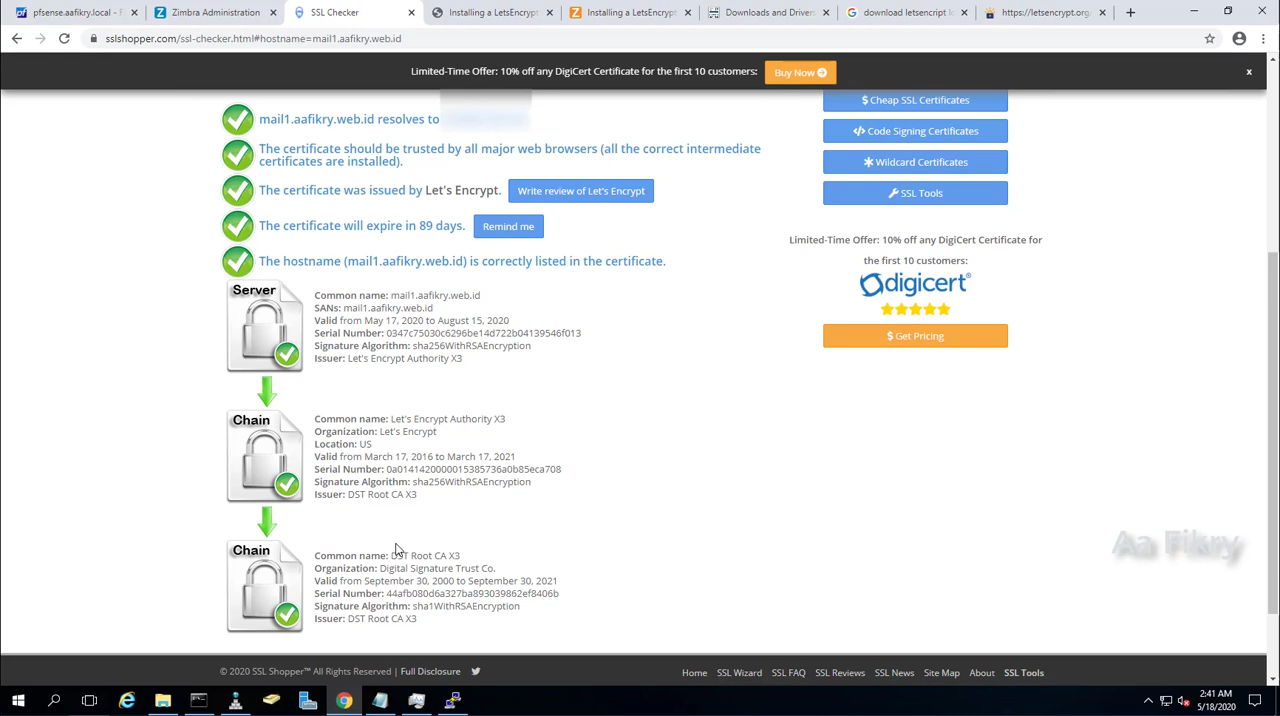 pfsense.aafikry.local - F
Zimbra Administration
SSL Checker
Installing a LetsEncrypt
Installing a LetsEncrypt
Downloads and Driver
download letsencript l
https://letsencrypt.org
sslshopper.com/ssl-checker.html#hostname=mail1.aafikry.web.id
Limited-Time Offer: 10% off any DigiCert Certificate for the first 10 customers:
Buy Now
x
mail1.aafikry.web.id resolves to
The certificate should be trusted by all major web browsers (all the correct intermediate
certificates are installed).
The certificate was issued by Let's Encrypt.
Write review of Let's Encrypt
The certificate will expire in 89 days.
Remind me
The hostname (mail1.aafikry.web.id) is correctly listed in the certificate.
Server
Common name: mail1.aafikry.web.id
SANs: mail1.aafikry.web.id
Valid from May 17, 2020 to August 15, 2020
Serial Number: 0347c75030c6296be14d722b04139546f013
Signature Algorithm: sha256WithRSAEncryption
Issuer: Let's Encrypt Authority X3
Chain
Common name: Let's Encrypt Authority X3
Organization: Let's Encrypt
Location: US
Valid from March 17, 2016 to March 17, 2021
Serial Number: 0a0141420000015385736a0b85eca708
Signature Algorithm: sha256WithRSAEncryption
Issuer: DST Root CA X3
Chain
Common name: DST Root CA X3
Organization: Digital Signature Trust Co.
Valid from September 30, 2000 to September 30, 2021
Serial Number: 44afb080d6a327ba893039862ef8406b
Signature Algorithm: sha1WithRSAEncryption
Issuer: DST Root CA X3
$ Cheap SSL Certificates
Code Signing Certificates
Wildcard Certificates
SSL Tools
Limited-Time Offer: 10% off any DigiCert Certificate for
the first 10 customers:
digicert
$ Get Pricing
Aa Fikry
© 2020 SSL Shopper™ All Rights Reserved | Full Disclosure
Home
SSL Wizard
SSL FAQ
SSL Reviews
SSL News
Site Map
About
SSL Tools
2:41 AM
5/18/2020